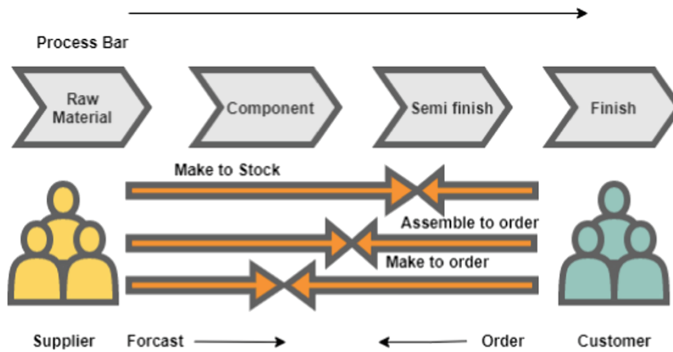 Process Bar
Raw
Material
Component
Semi finish
Finish
Make to Stock
Assemble to order
Make to order
Supplier
Forcast
Order
Customer